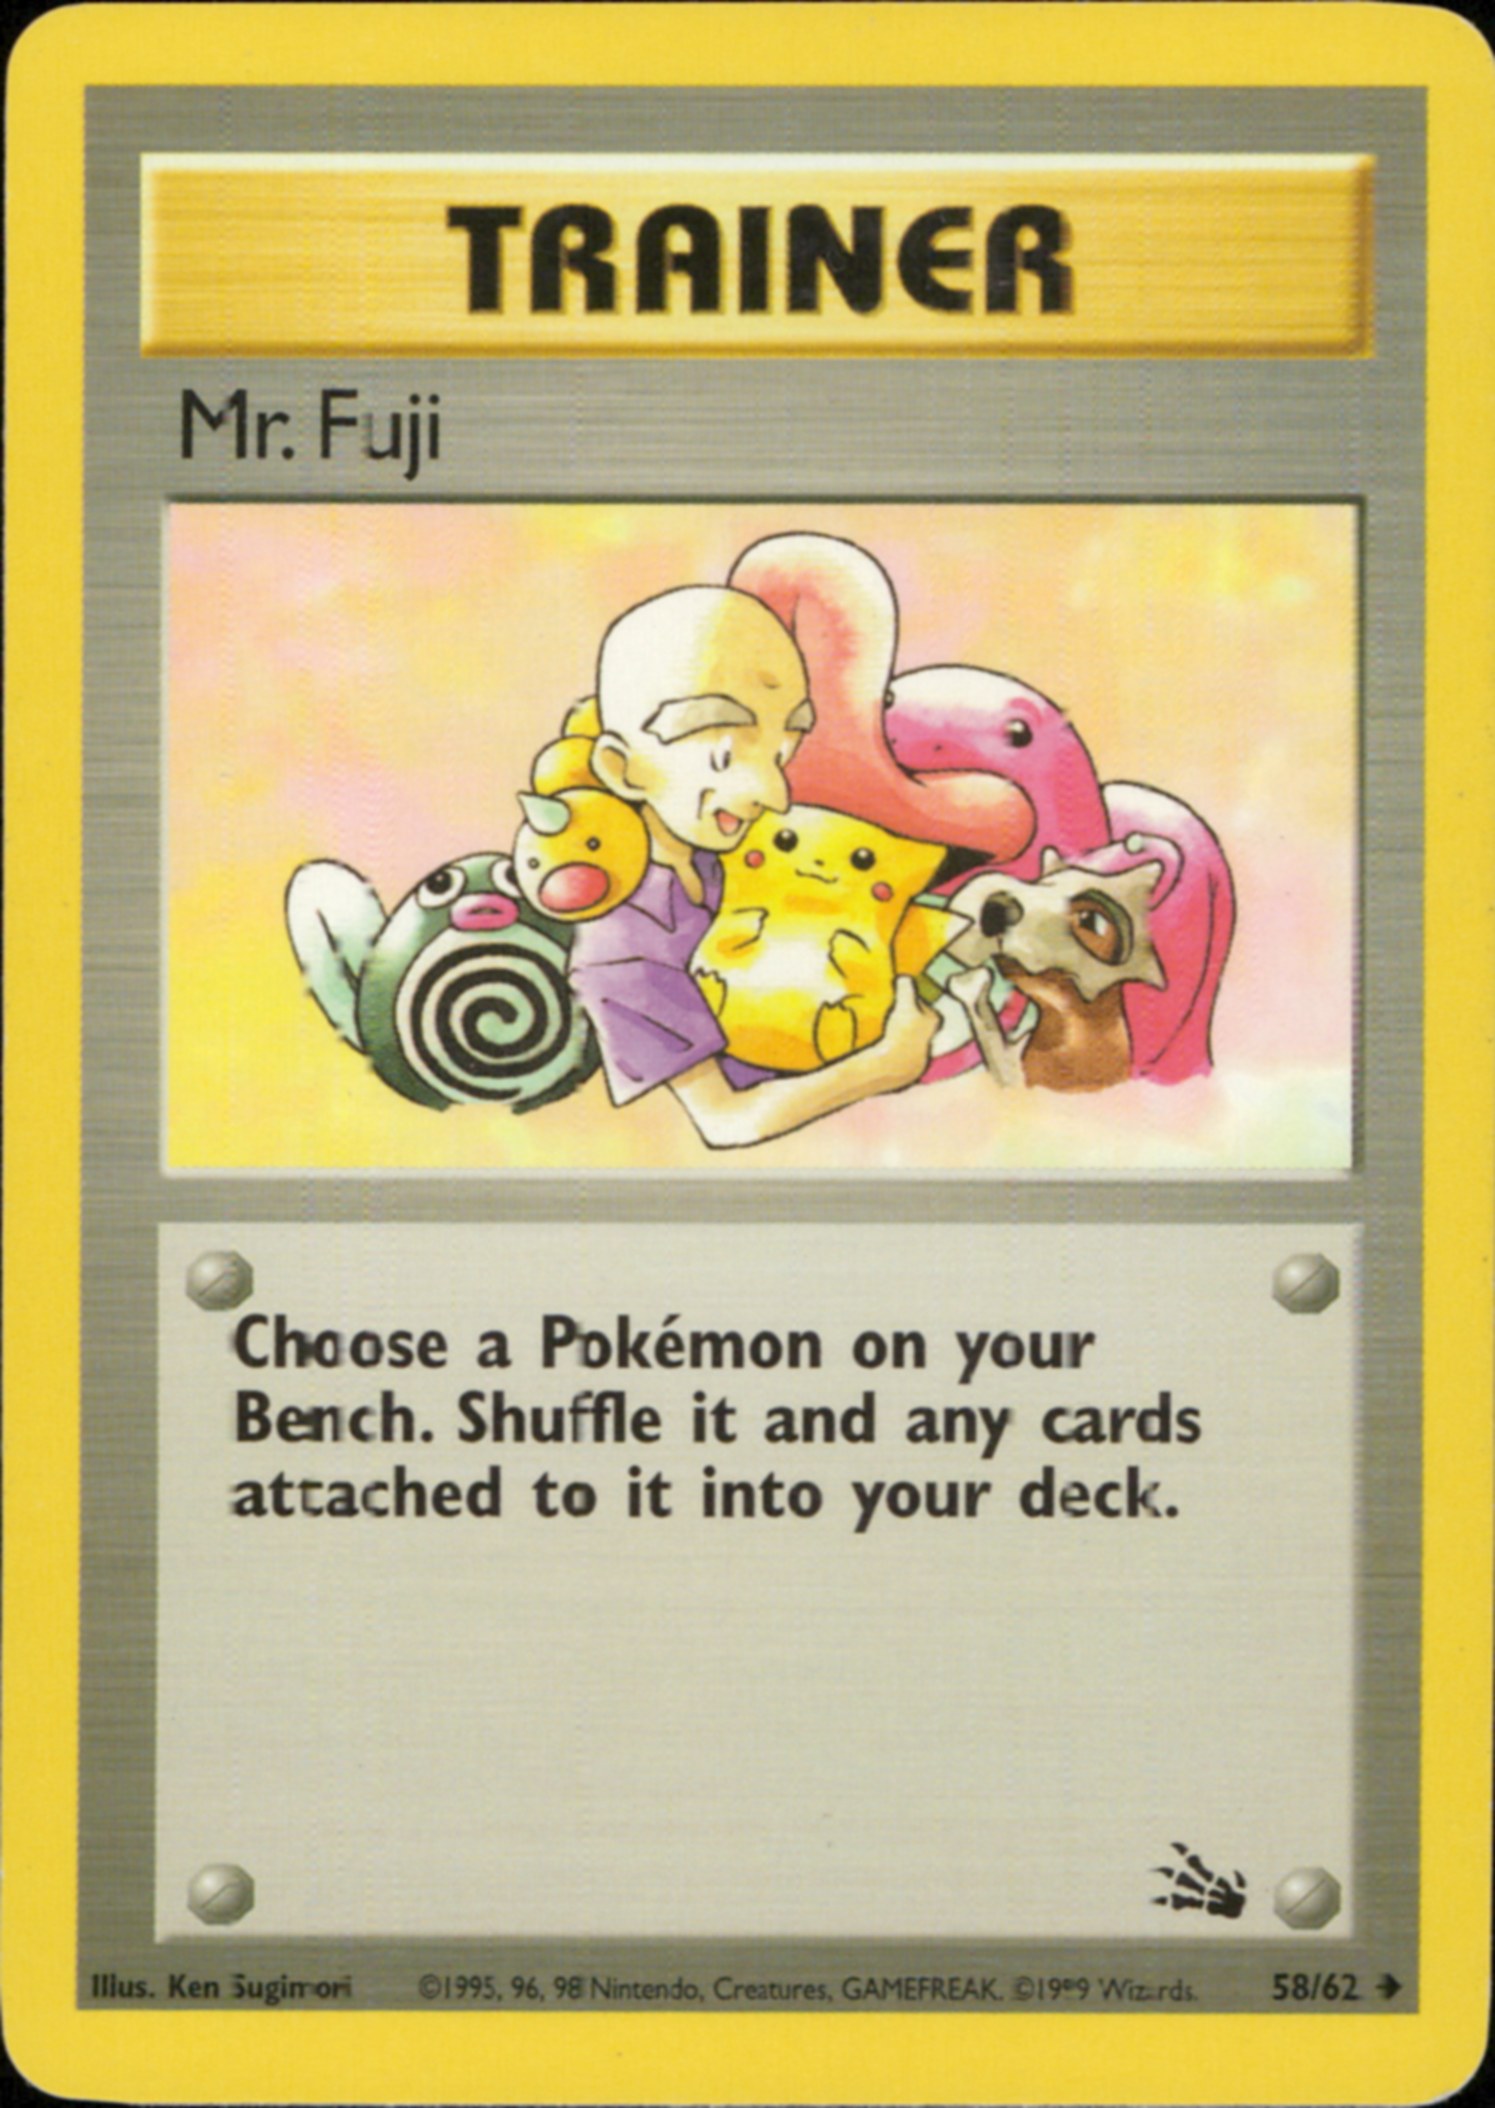 TRAINER
Mr. Fuji
Choose a Pokémon on your
Bench. Shuffle it and any cards
attached to it into your deck.
Illus. Ken Sugimori ©1995, 96, 98 Nintendo, Creatures, GAMEFREAK. ©1999 Wizards. 58/62